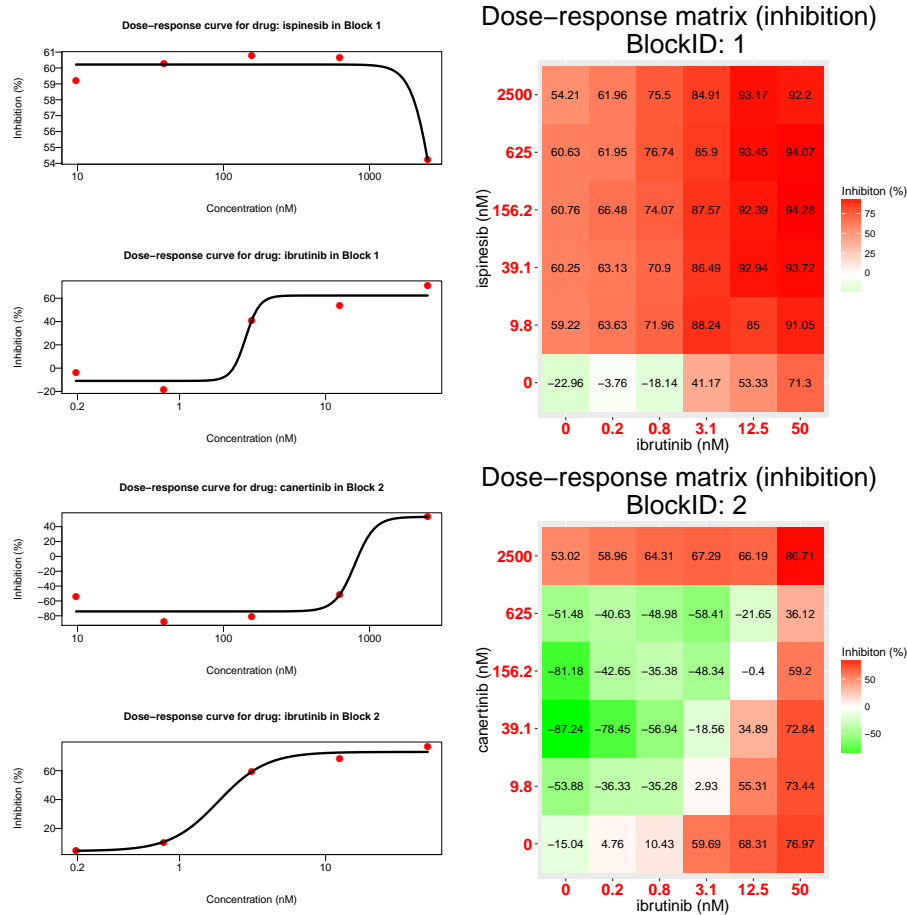 Dose−response curve for drug: ispinesib in Block 1
Inhibition (%)
61
60
59
58
57
56
55
54
10
100
1000
Concentration (nM)
Dose−response curve for drug: ibrutinib in Block 1
Inhibition (%)
60
40
20
0
−20
0.2
1
10
Concentration (nM)
Dose−response matrix (inhibition)
BlockID: 1
ispinesib (nM)
2500 54.21 61.96 75.5 84.91 93.17 92.2
625 60.63 61.95 76.74 85.9 93.45 94.07
156.2 60.76 66.48 74.07 87.57 92.39 94.28
39.1 60.25 63.13 70.9 86.49 92.94 93.72
9.8 59.22 63.63 71.96 88.24 85 91.05
0 −22.96 −3.76 −18.14 41.17 53.33 71.3
0 0.2 0.8 3.1 12.5 50
ibrutinib (nM)
Inhibiton (%)
75
50
25
0
Dose−response curve for drug: canertinib in Block 2
Inhibition (%)
40
20
0
−20
−40
−60
−80
10
100
1000
Concentration (nM)
Dose−response curve for drug: ibrutinib in Block 2
Inhibition (%)
60
40
20
0.2
1
10
Concentration (nM)
Dose−response matrix (inhibition)
BlockID: 2
canertinib (nM)
2500 53.02 58.96 64.31 67.29 66.19 86.71
625 −51.48 −40.63 −48.98 −58.41 −21.65 36.12
156.2 −81.18 −42.65 −35.38 −48.34 −0.4 59.2
39.1 −87.24 −78.45 −56.94 −18.56 34.89 72.84
9.8 −53.88 −36.33 −35.28 2.93 55.31 73.44
0 −15.04 4.76 10.43 59.69 68.31 76.97
0 0.2 0.8 3.1 12.5 50
ibrutinib (nM)
Inhibiton (%)
50
0
−50